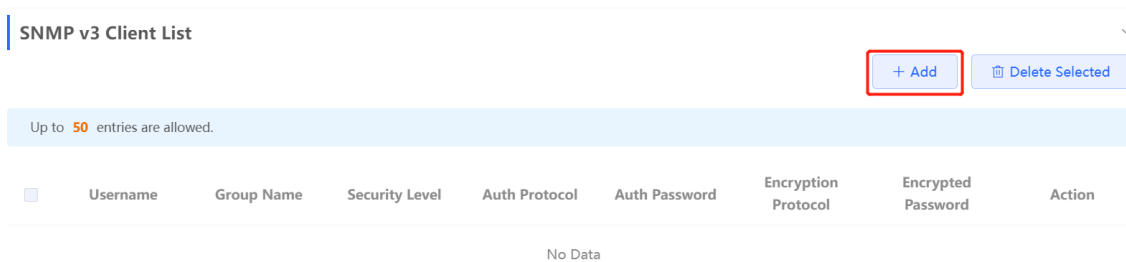 SNMP v3 Client List
+ Add
Delete Selected
Up to 50 entries are allowed.
Username Group Name Security Level Auth Protocol Auth Password Encryption Protocol Encrypted Password Action
No Data